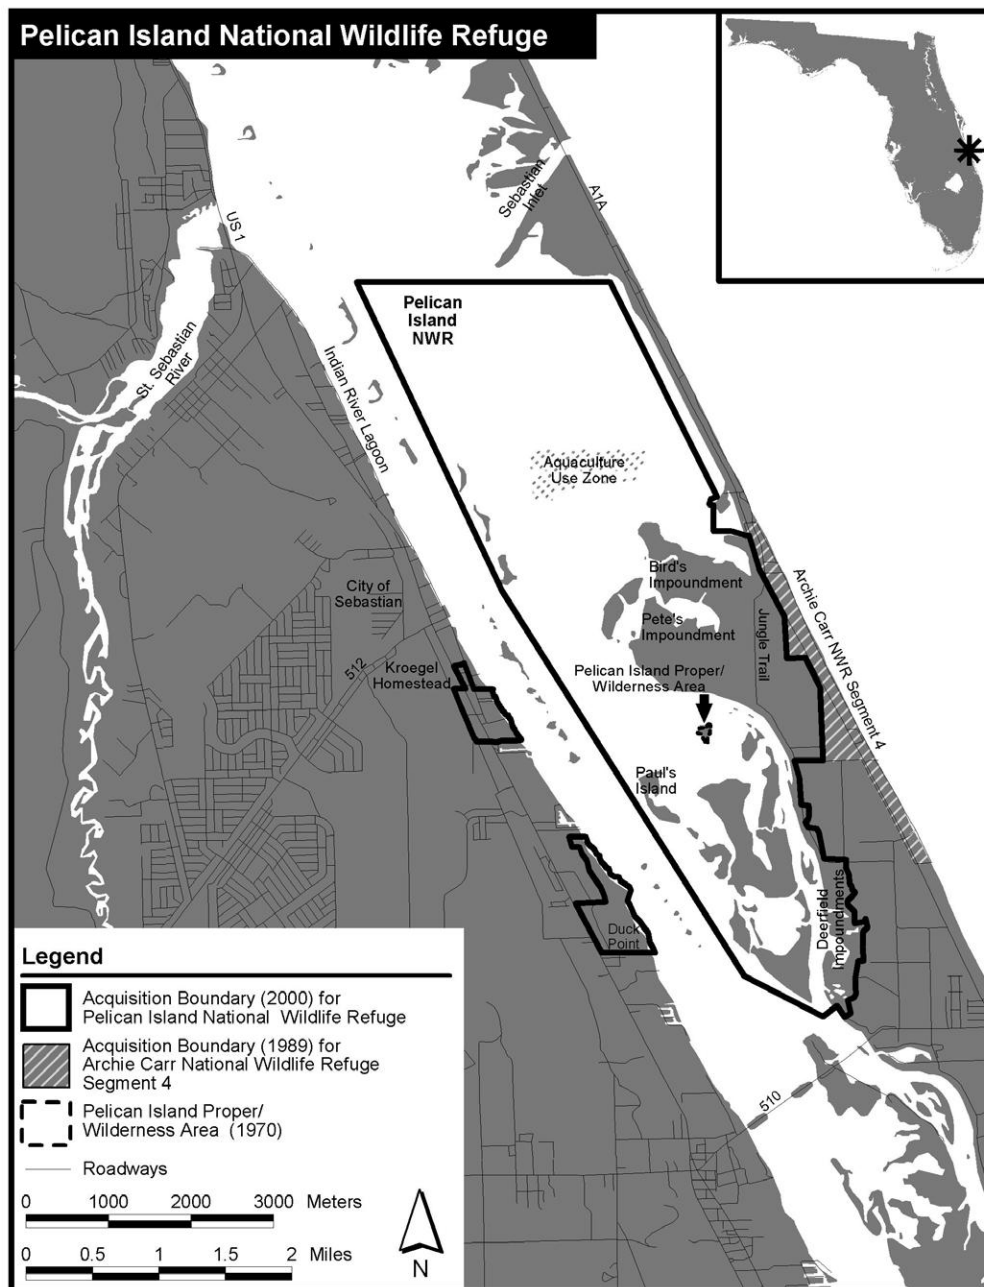 Pelican Island National Wildlife Refuge
Sebastian
Inlet
A1A
US 1
St. Sebastian
River
Indian River Lagoon
Pelican
Island
NWR
Aquaculture
Use Zone
Bird's
Impoundment
Pete's
Impoundment
Jungle Trail
Archie Carr NWR Segment 4
City of
Sebastian
512
Kroegel
Homestead
Pelican Island Proper/
Wilderness Area
Paul's
Island
Duck
Point
Deerfield
Impoundments
510
Legend
Acquisition Boundary (2000) for
Pelican Island National Wildlife Refuge
Acquisition Boundary (1989) for
Archie Carr National Wildlife Refuge
Segment 4
Pelican Island Proper/
Wilderness Area (1970)
Roadways
0 1000 2000 3000 Meters
0 0.5 1 1.5 2 Miles
N